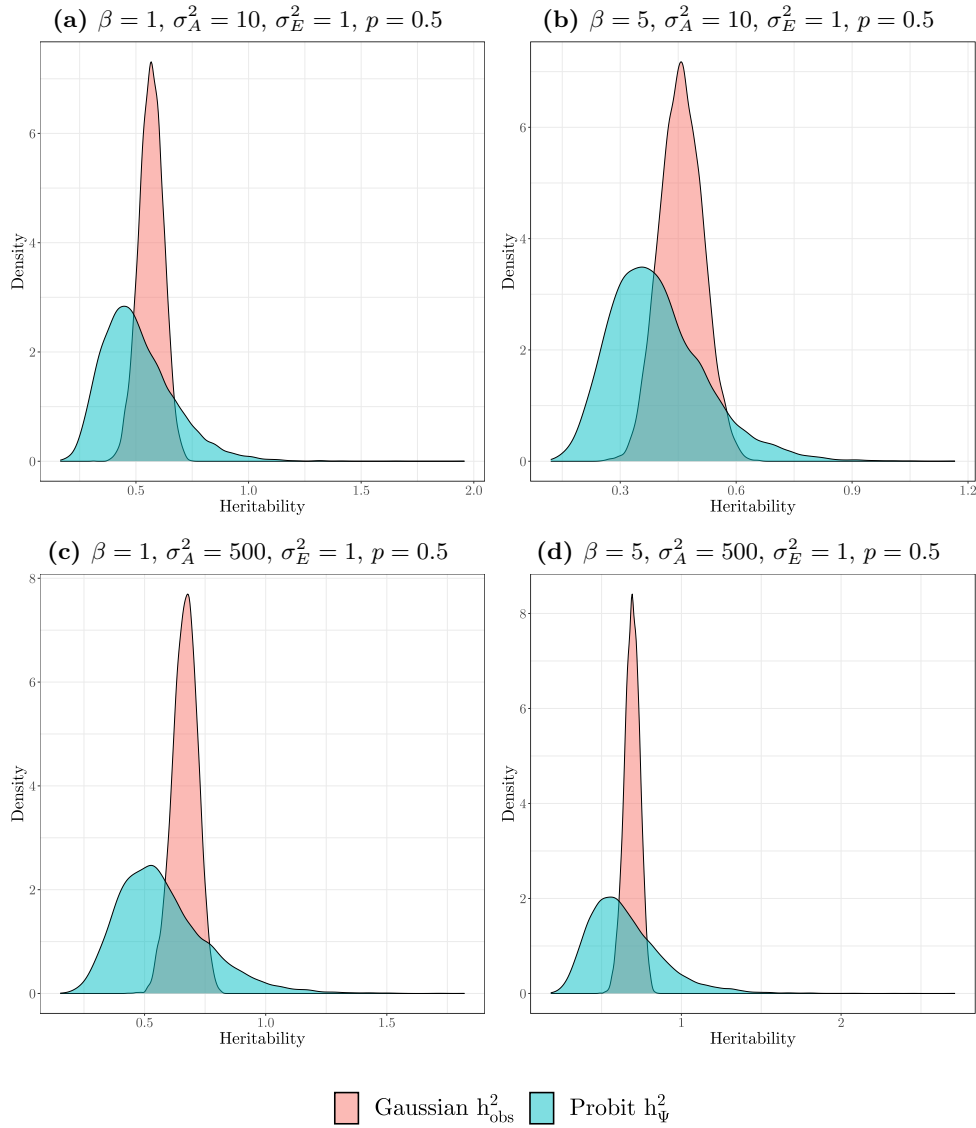 (a) β = 1, σ²_A = 10, σ²_E = 1, p = 0.5
Density
6
4
2
0
0.5
1.0
1.5
2.0
Heritability
(b) β = 5, σ²_A = 10, σ²_E = 1, p = 0.5
Density
6
4
2
0
0.3
0.6
0.9
1.2
Heritability
(c) β = 1, σ²_A = 500, σ²_E = 1, p = 0.5
Density
8
6
4
2
0
0.5
1.0
1.5
Heritability
(d) β = 5, σ²_A = 500, σ²_E = 1, p = 0.5
Density
8
6
4
2
0
1
2
Heritability
Gaussian h²_obs Probit h²_Ψ